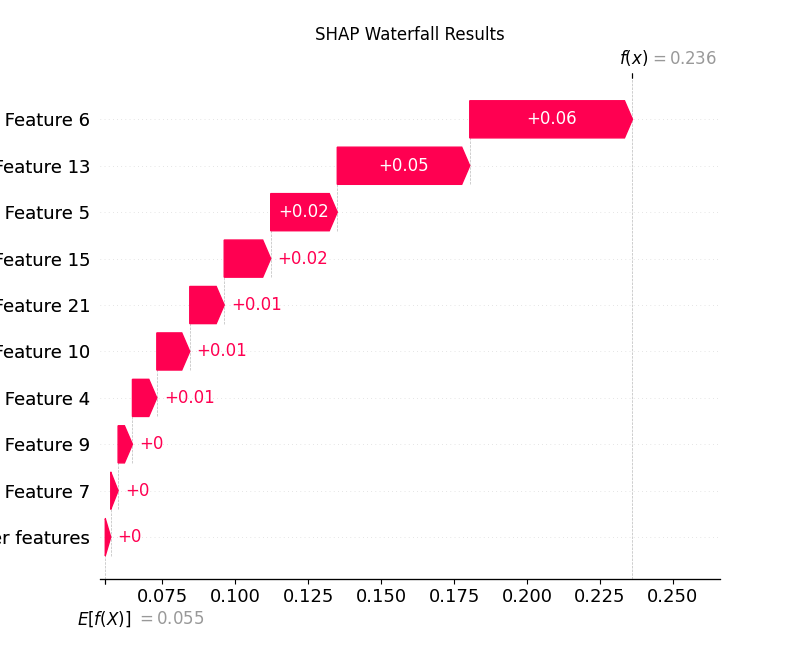 SHAP Waterfall Results
f(x) = 0.236
Feature 6 +0.06
Feature 13 +0.05
Feature 5 +0.02
Feature 15 +0.02
Feature 21 +0.01
Feature 10 +0.01
Feature 4 +0.01
Feature 9 +0
Feature 7 +0
features +0
0.075 0.100 0.125 0.150 0.175 0.200 0.225 0.250
E[f(X)] = 0.055